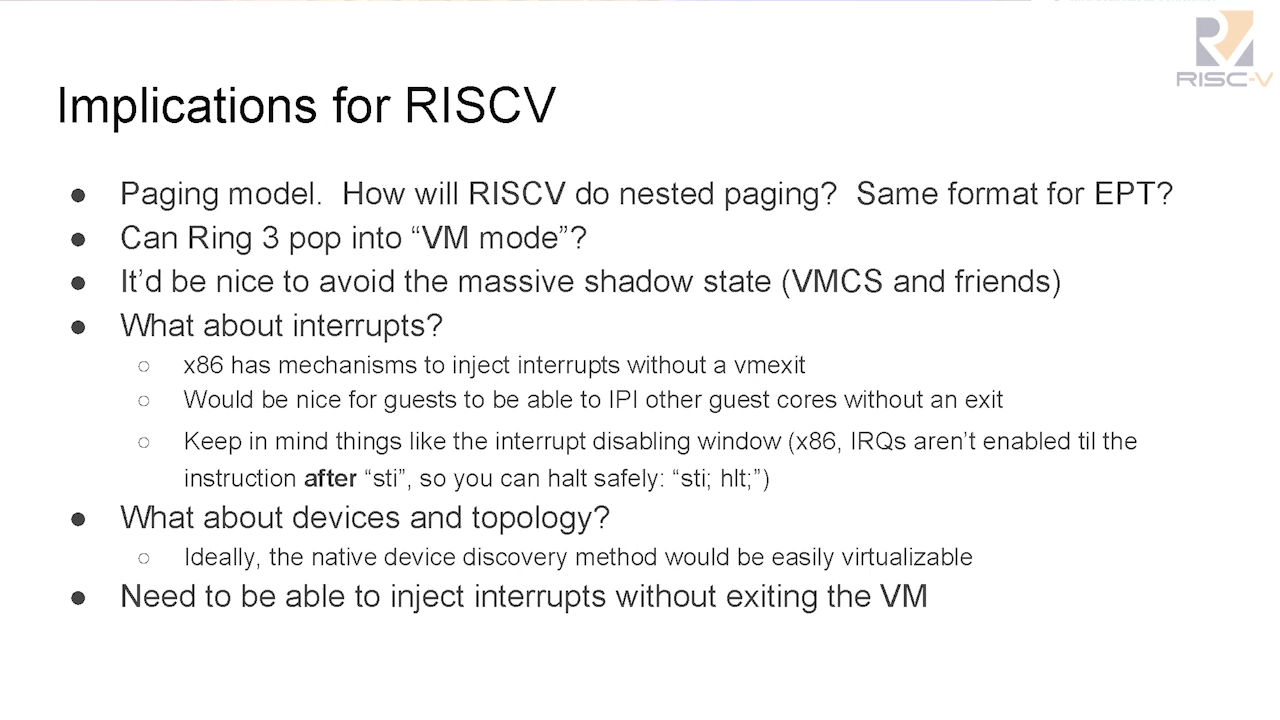 RISC-V
Implications for RISCV
● Paging model.  How will RISCV do nested paging?  Same format for EPT?
● Can Ring 3 pop into “VM mode”?
● It’d be nice to avoid the massive shadow state (VMCS and friends)
● What about interrupts?
○ x86 has mechanisms to inject interrupts without a vmexit
○ Would be nice for guests to be able to IPI other guest cores without an exit
○ Keep in mind things like the interrupt disabling window (x86, IRQs aren’t enabled til the
instruction after “sti”, so you can halt safely: “sti; hlt;”)
● What about devices and topology?
○ Ideally, the native device discovery method would be easily virtualizable
● Need to be able to inject interrupts without exiting the VM